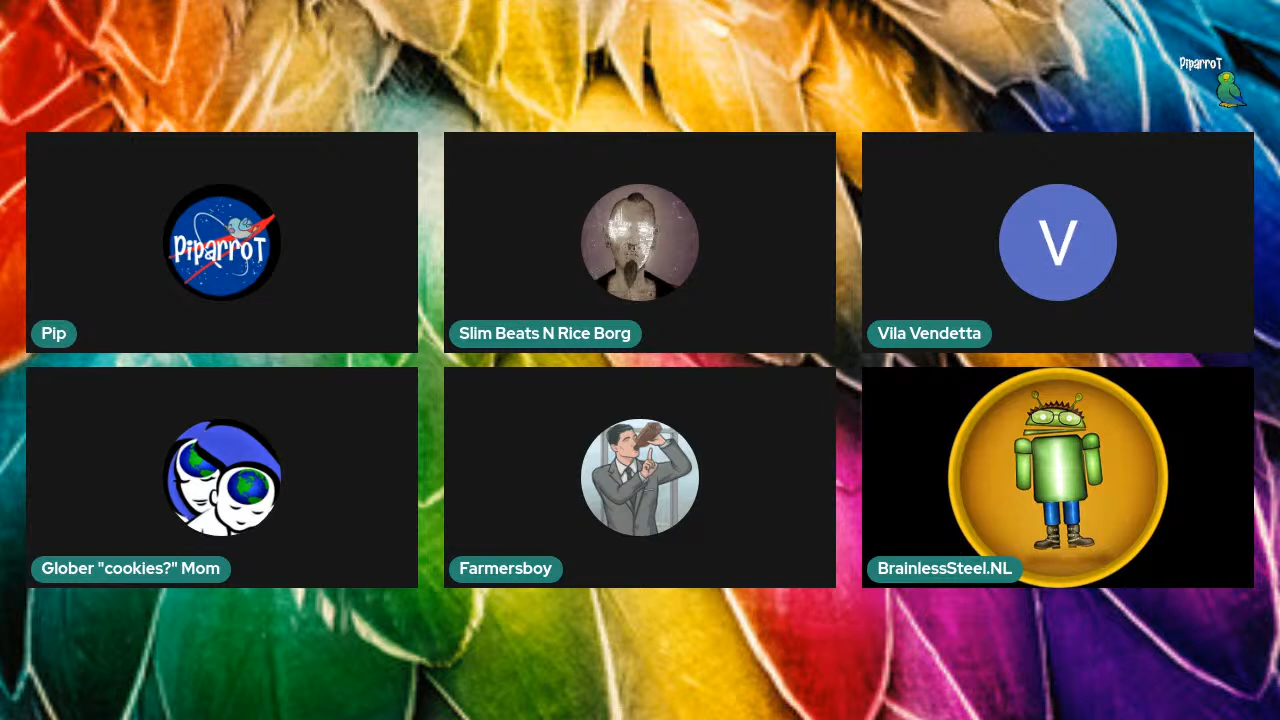 PiparroT
PiparroT
V
Pip
Slim Beats N Rice Borg
Vila Vendetta
Glober "cookies?" Mom
Farmersboy
BrainlessSteel.NL